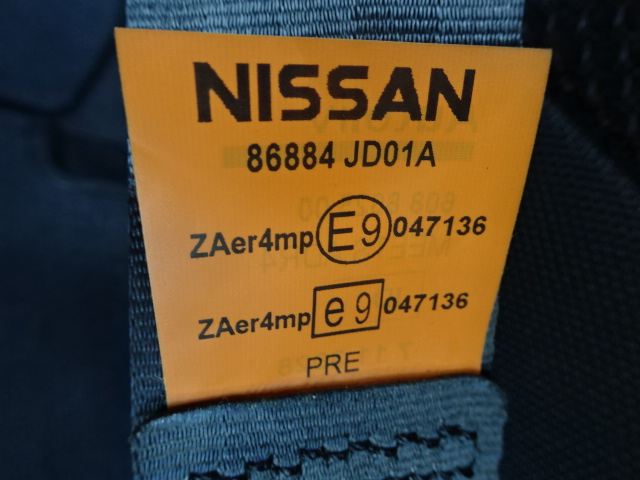 NISSAN
86884 JD01A
ZAer4mp E9 047136
ZAer4mp e9 047136
PRE